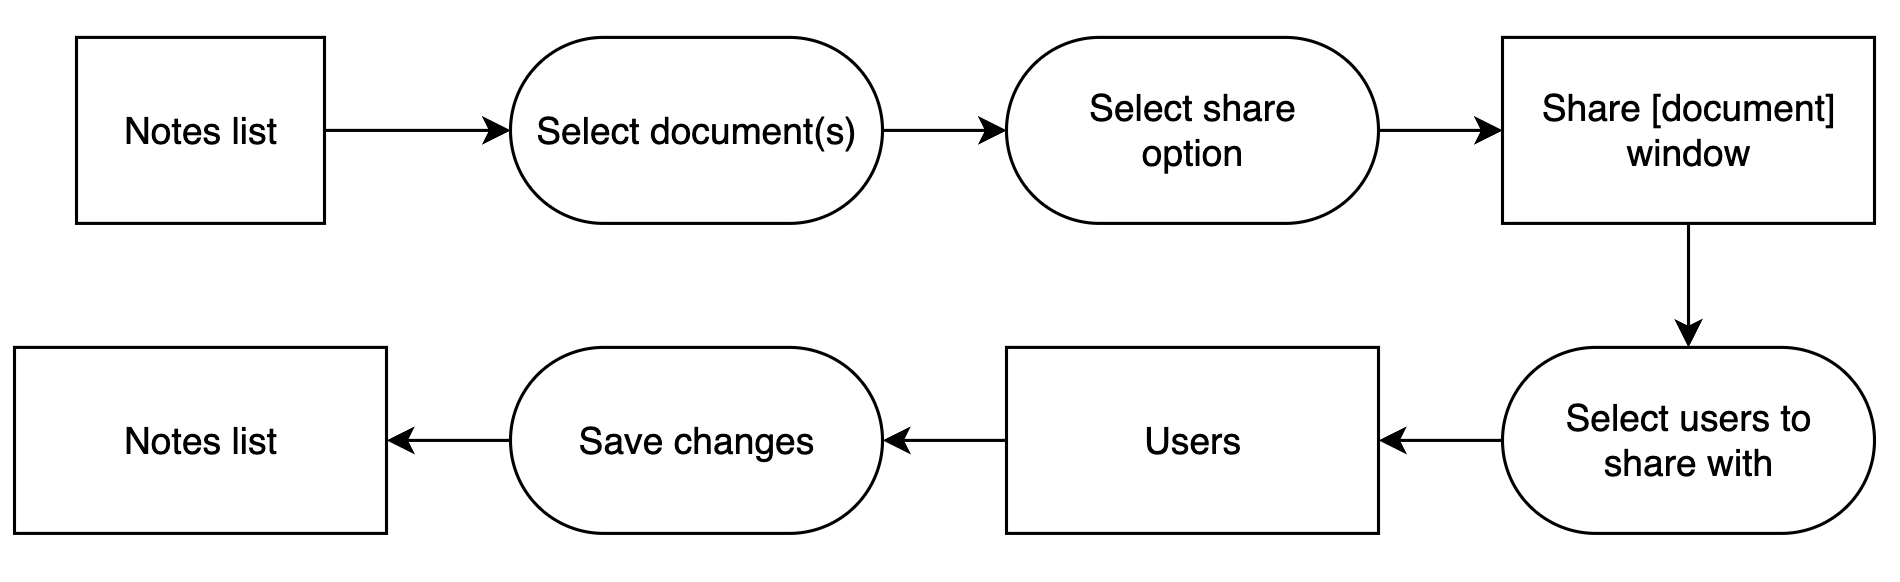 Notes list
Select document(s)
Select share
option
Share [document]
window
Select users to
share with
Users
Save changes
Notes list